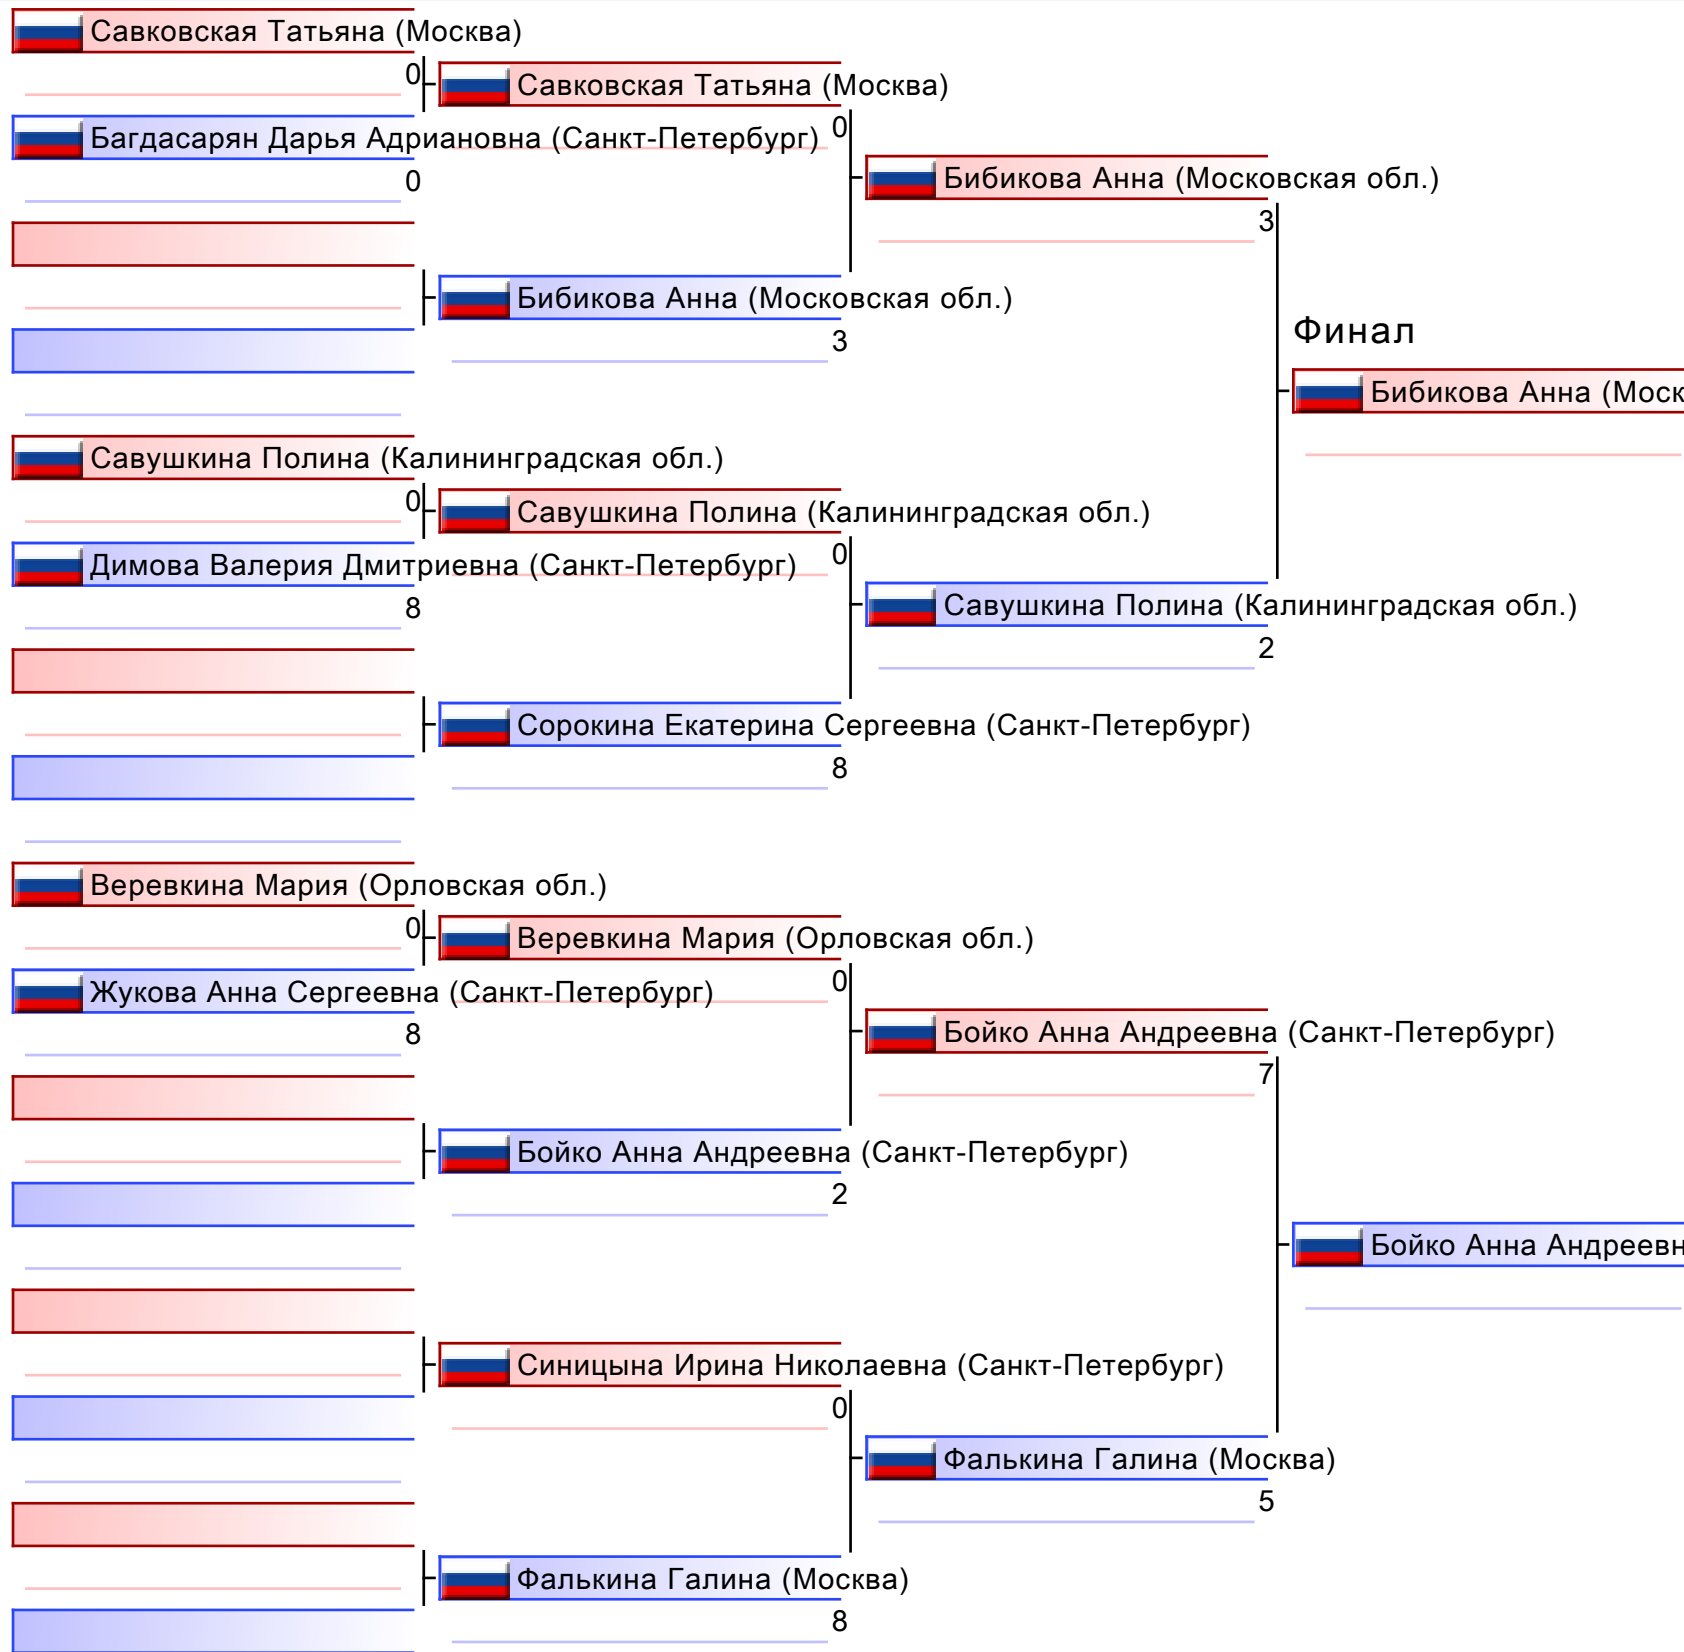 Савковская Татьяна (Москва)
0
Савковская Татьяна (Москва)
0
Багдасарян Дарья Адриановна (Санкт-Петербург)
0
Бибикова Анна (Московская обл.)
3
Бибикова Анна (Московская обл.)
3
Финал
Бибикова Анна (Моск
Савушкина Полина (Калининградская обл.)
0
Савушкина Полина (Калининградская обл.)
0
Димова Валерия Дмитриевна (Санкт-Петербург)
8
Савушкина Полина (Калининградская обл.)
2
Сорокина Екатерина Сергеевна (Санкт-Петербург)
8
Веревкина Мария (Орловская обл.)
0
Веревкина Мария (Орловская обл.)
0
Жукова Анна Сергеевна (Санкт-Петербург)
8
Бойко Анна Андреевна (Санкт-Петербург)
7
Бойко Анна Андреевна (Санкт-Петербург)
2
Бойко Анна Андреевн
Синицына Ирина Николаевна (Санкт-Петербург)
0
Фалькина Галина (Москва)
5
Фалькина Галина (Москва)
8